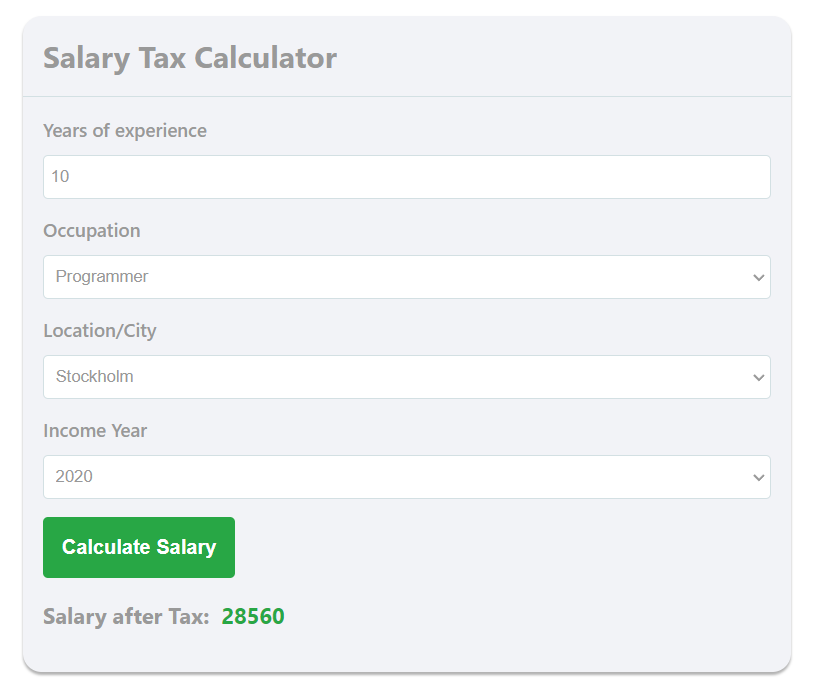 Salary Tax Calculator
Years of experience
10
Occupation
Programmer
Location/City
Stockholm
Income Year
2020
Calculate Salary
Salary after Tax: 28560